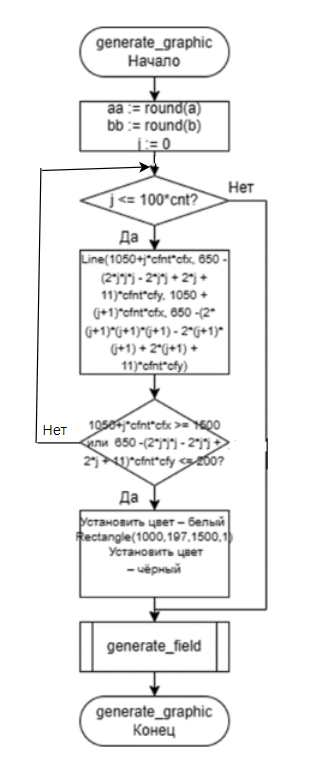 generate_graphic
Начало
aa := round(a)
bb := round(b)
j := 0
j <= 100*cnt?
Нет
Да
Line(1050+j*cfnt*cfx, 650 -
(2*j*j*j - 2*j*j + 2*j +
11)*cfnt*cfy, 1050 +
(j+1)*cfnt*cfx, 650 -(2*
(j+1)*(j+1)*(j+1) - 2*(j+1)*
(j+1) + 2*(j+1) +
11)*cfnt*cfy)
1050+j*cfnt*cfx >= 1500
или 650 -(2*j*j*j - 2*j*j +
2*j + 11)*cfnt*cfy <= 200?
Нет
Да
Установить цвет – белый
Rectangle(1000,197,1500,1)
Установить цвет
– чёрный
generate_field
generate_graphic
Конец